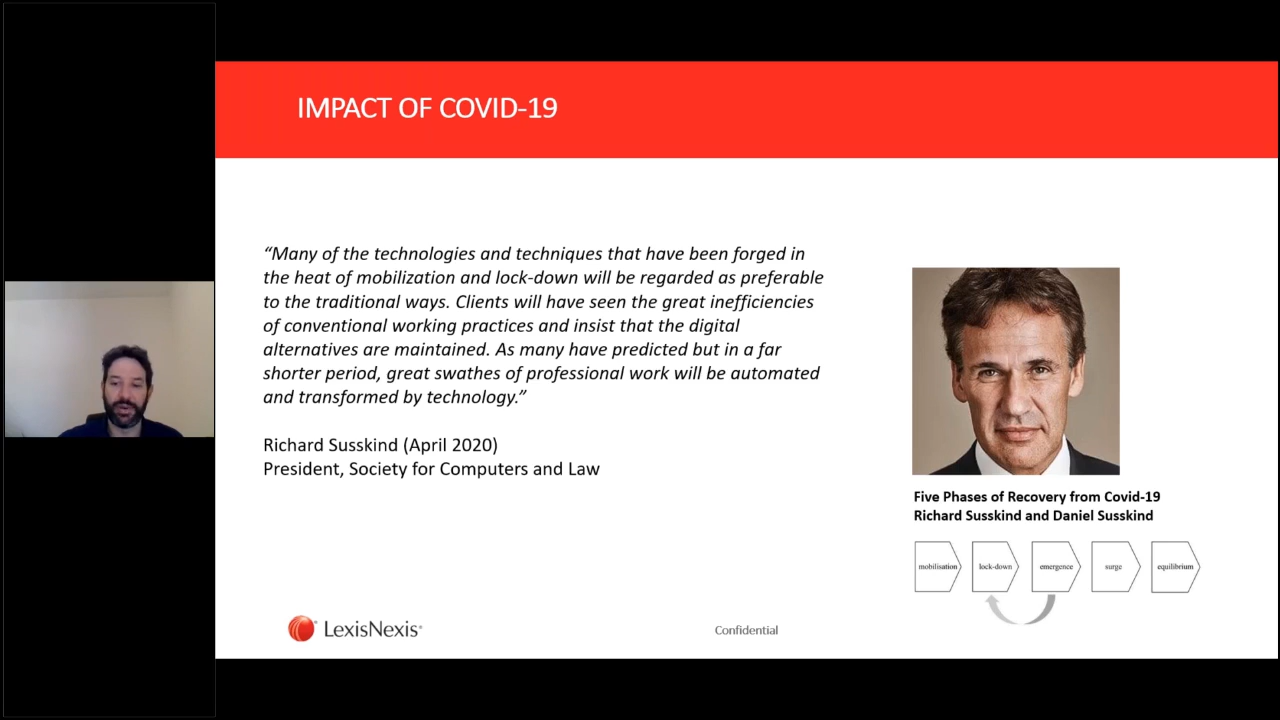 IMPACT OF COVID-19
“Many of the technologies and techniques that have been forged in
the heat of mobilization and lock-down will be regarded as preferable
to the traditional ways. Clients will have seen the great inefficiencies
of conventional working practices and insist that the digital
alternatives are maintained. As many have predicted but in a far
shorter period, great swathes of professional work will be automated
and transformed by technology.”
Richard Susskind (April 2020)
President, Society for Computers and Law
Five Phases of Recovery from Covid-19
Richard Susskind and Daniel Susskind
mobilisation lock-down emergence surge equilibrium
LexisNexis®
Confidential